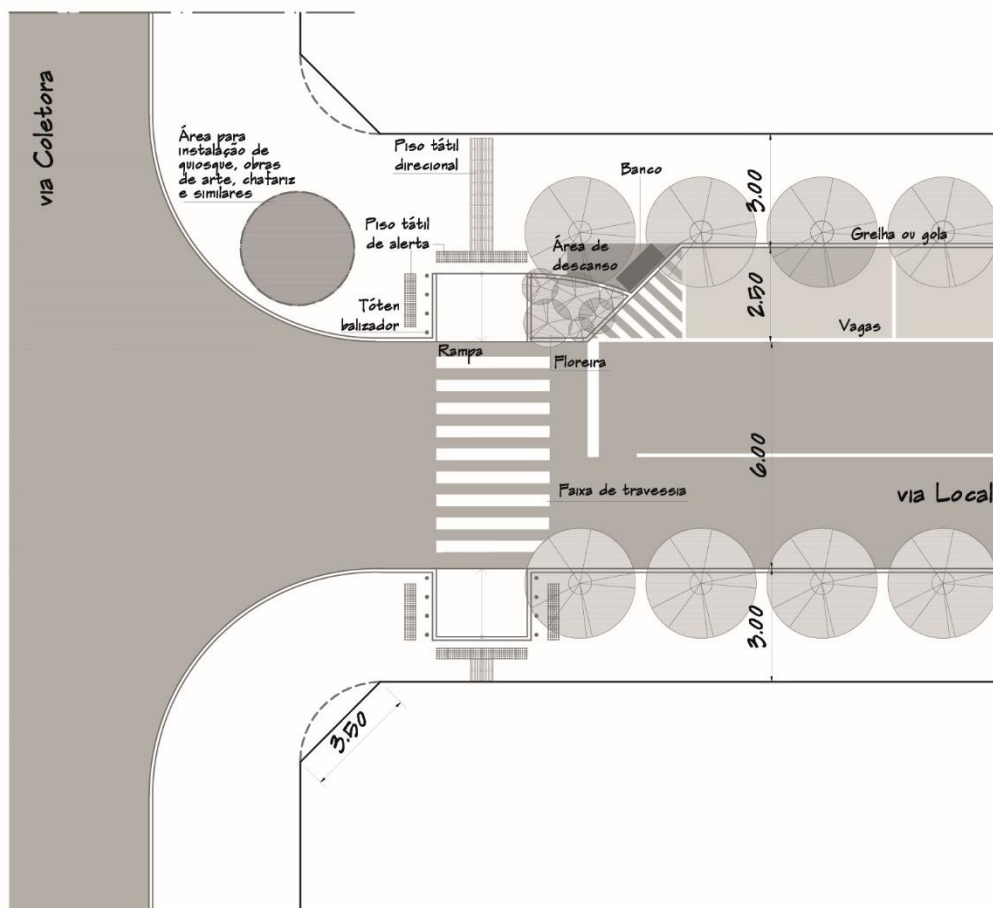 via Coletora
Área para
instalação de
quiosque, obras
de arte, chafariz
e similares
Piso tátil
direcional
Piso tátil
de alerta
Tóten
balizador
Banco
Área de
descanso
3.00
Grelha ou gola
2.50
Vagas
Rampa
Floreira
6.00
Faixa de travessia
via Local
3.00
3.50